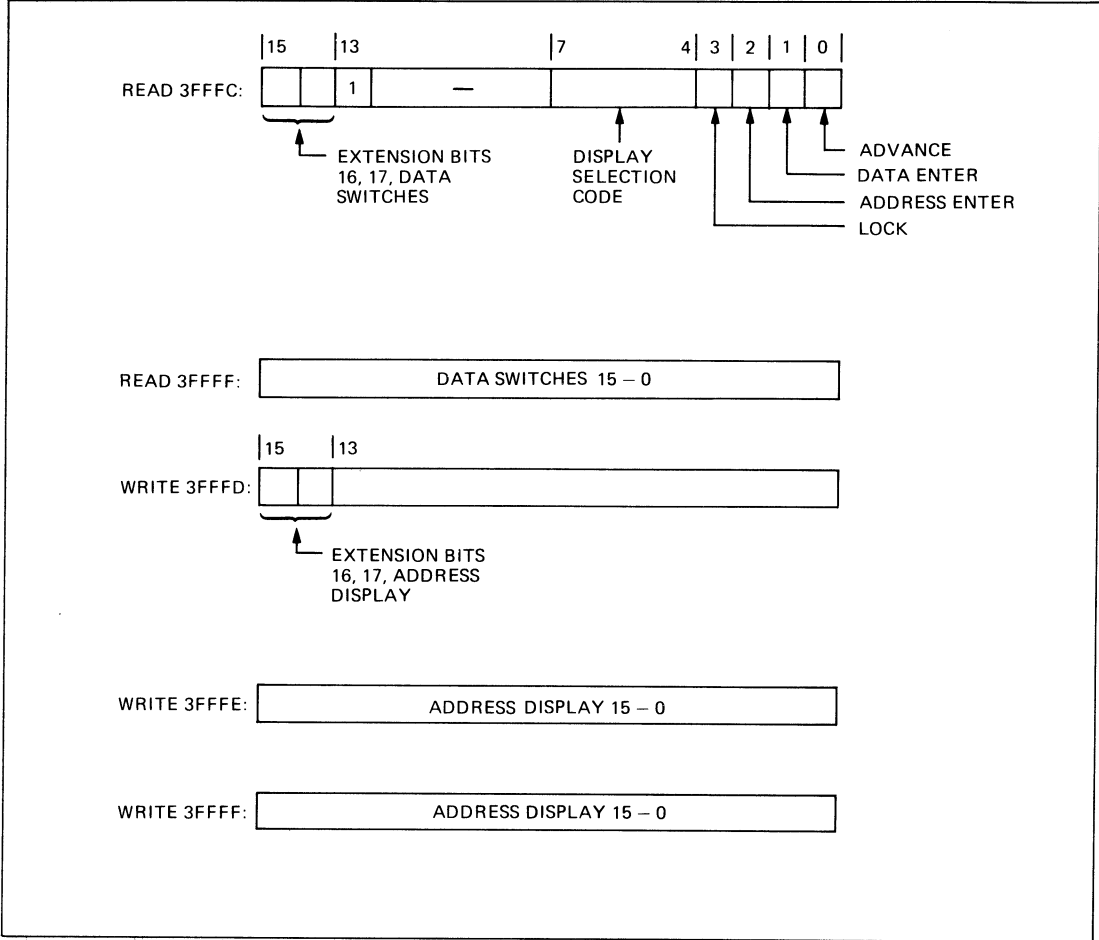 15 13 7 4 3 2 1 0
READ 3FFFC: 1 —
EXTENSION BITS
16, 17, DATA
SWITCHES
DISPLAY
SELECTION
CODE
ADVANCE
DATA ENTER
ADDRESS ENTER
LOCK
READ 3FFFF: DATA SWITCHES 15 – 0
15 13
WRITE 3FFFD:
EXTENSION BITS
16, 17, ADDRESS
DISPLAY
WRITE 3FFFE: ADDRESS DISPLAY 15 – 0
WRITE 3FFFF: ADDRESS DISPLAY 15 – 0